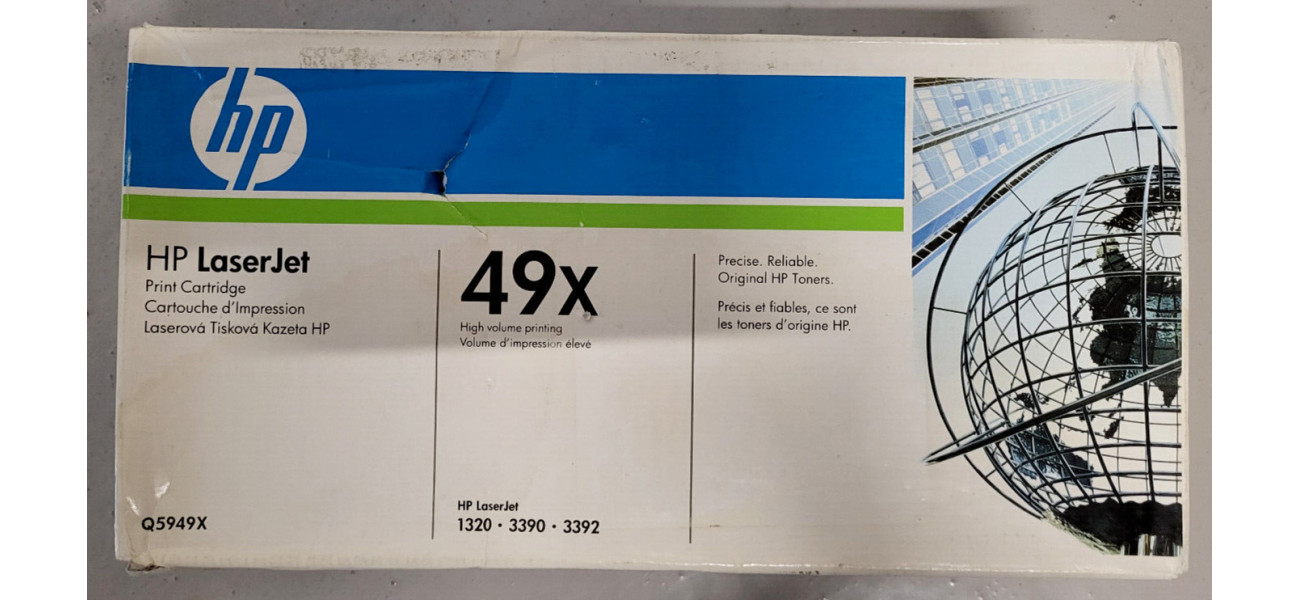 hp
HP LaserJet
Print Cartridge
Cartouche d'Impression
Laserová Tisková Kazeta HP
Q5949X
49X
High volume printing
Volume d'impression élevé
HP LaserJet
1320 • 3390 • 3392
Precise. Reliable.
Original HP Toners.
Précis et fiables, ce sont
les toners d'origine HP.